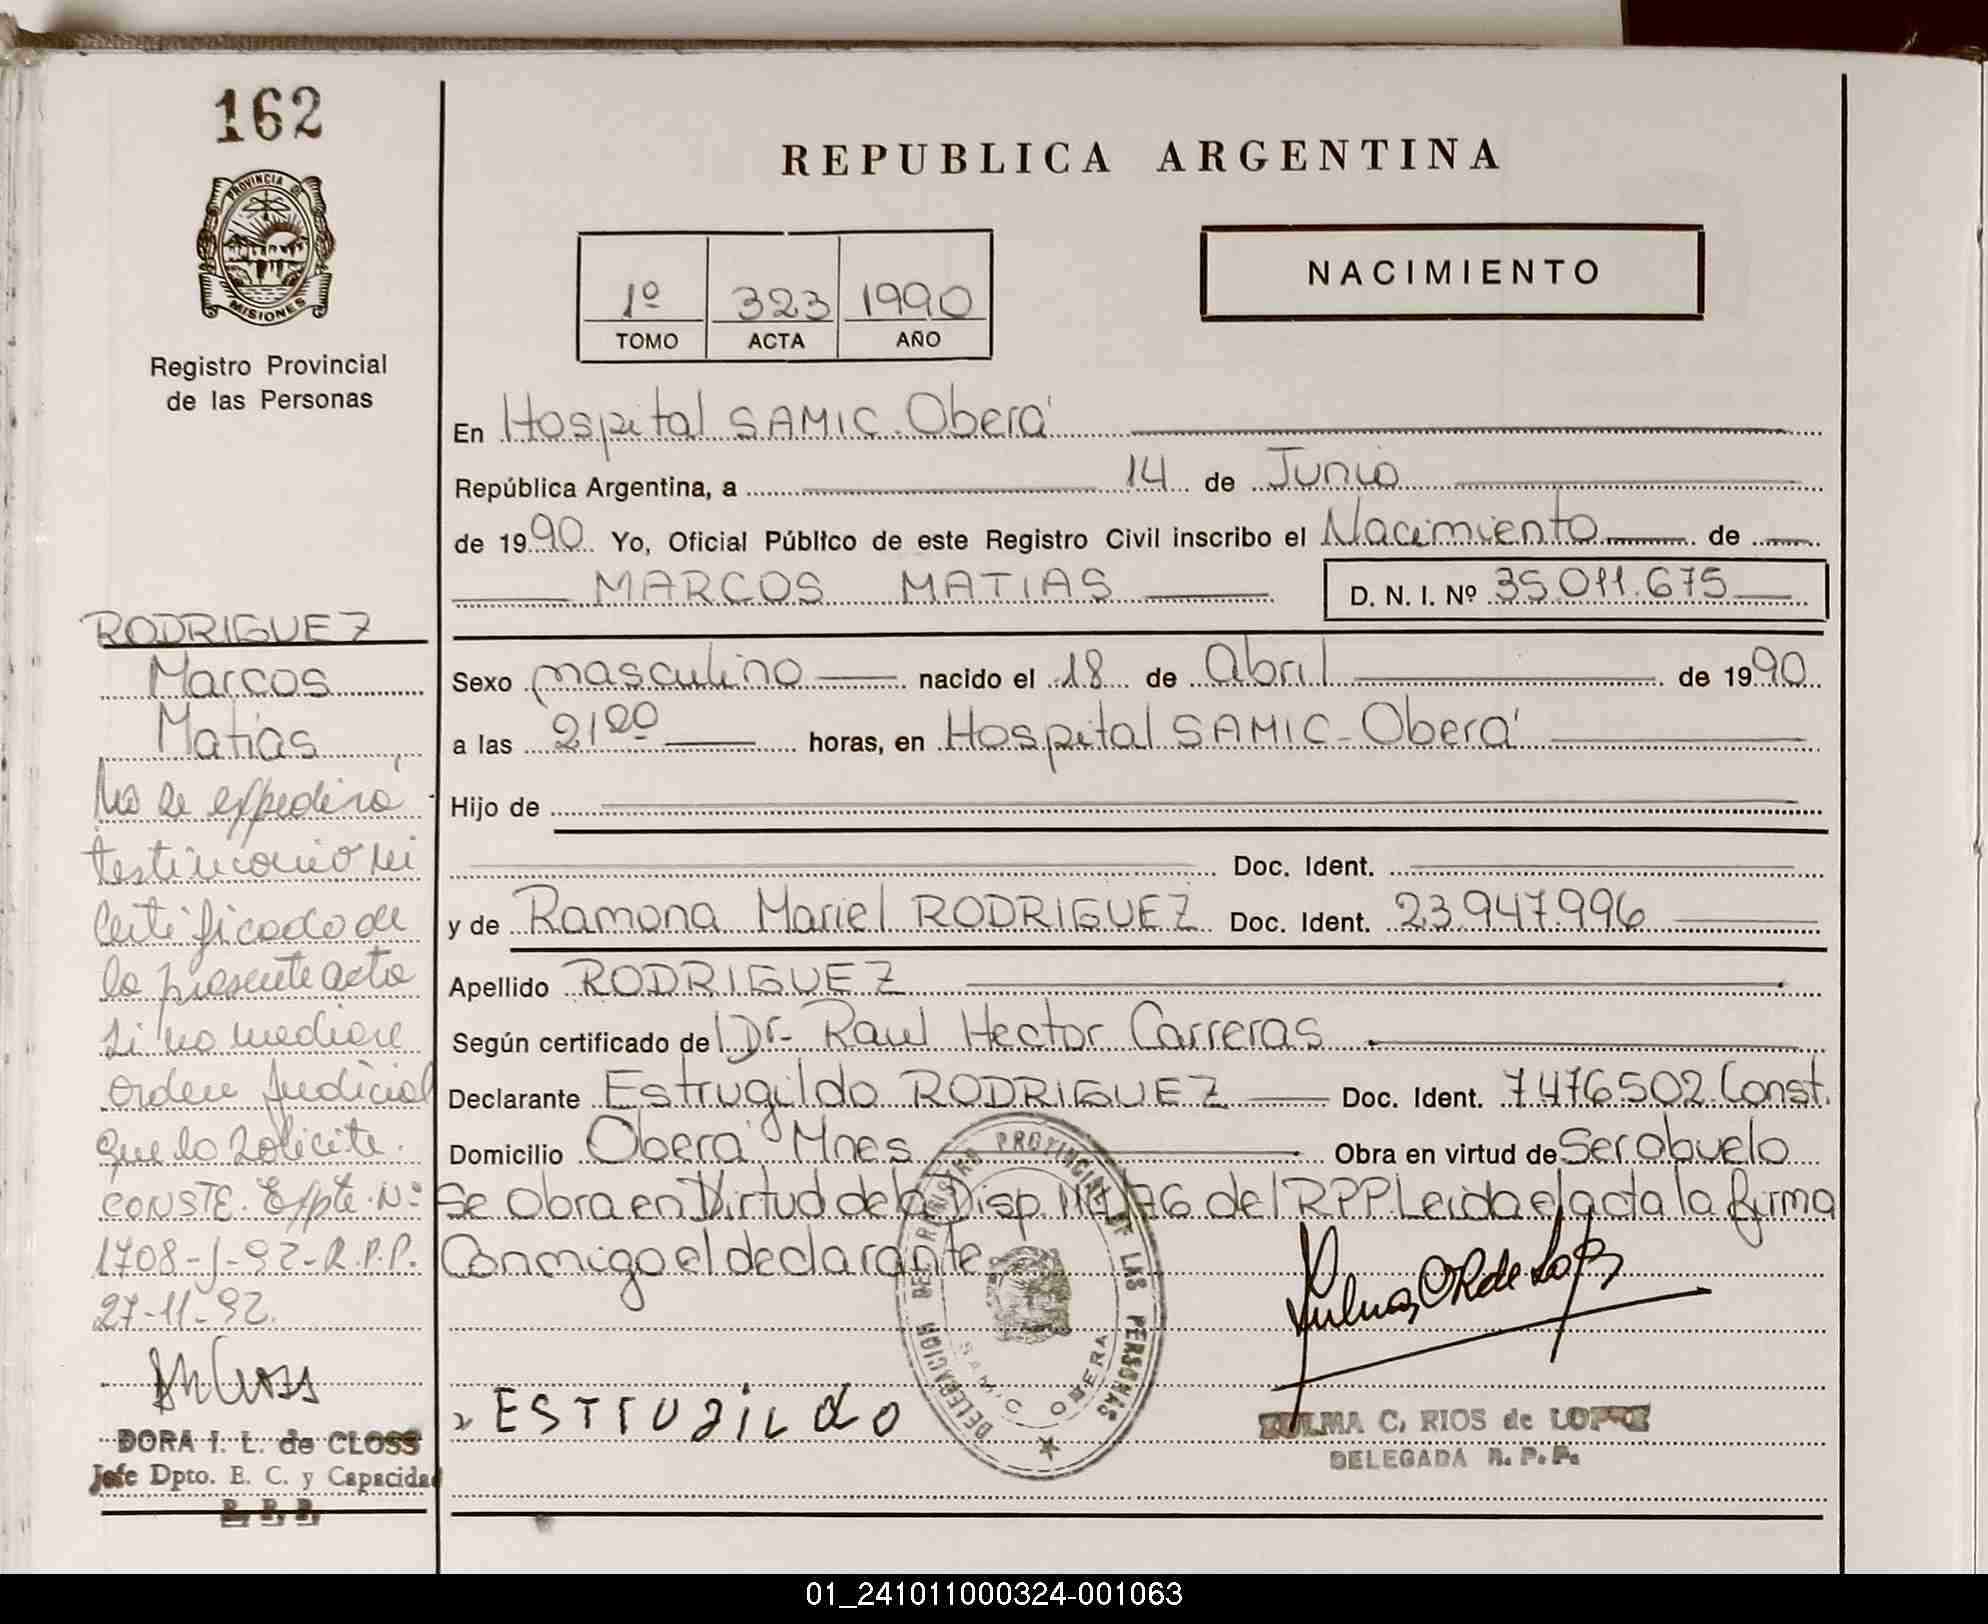 162
PROVINCIA DE
MISIONES
Registro Provincial
de las Personas
REPUBLICA ARGENTINA
1º 323 1990
TOMO ACTA AÑO
NACIMIENTO
En Hospital SAMIC. Oberá
República Argentina, a 14 de Junio
de 1990 Yo, Oficial Público de este Registro Civil inscribo el Nacimiento de
MARCOS MATIAS D. N. I. Nº 35.011.675
Sexo masculino nacido el 18 de Abril de 1990
a las 21 20 horas, en Hospital SAMIC - Oberá
Hijo de
Doc. Ident.
y de Ramona Mariel RODRIGUEZ Doc. Ident. 23.947.996
Apellido RODRIGUEZ
Según certificado de Dr. Raul Hector Carreras
Declarante Estrugildo RODRIGUEZ Doc. Ident. 7476502.Const.
Domicilio Oberá Mnes Obra en virtud de Ser abuelo
Se Obra en Virtud de la Disp. 76 del RPP. Leida el acta la firma
Conmigo el declarante
ESTrUgiLdo
DELEGACION DEL REGISTRO PROVINCIAL DE LAS PERSONAS
SAMIC OBERA
ZULMA C. RIOS de LOPEZ
DELEGADA R. P. P.
RODRIGUEZ
Marcos
Matias
No se expedirá
testimonio ni
Certificado de
la presente acta
si no mediare
orden judicial
que lo solicite.
CONSTE. Expte. Nº
1708-J-92-R.P.P.
27-11-92.
DORA I. L. de CLOSS
Jefe Dpto. E. C. y Capacidad
R. P. P.
01_241011000324-001063